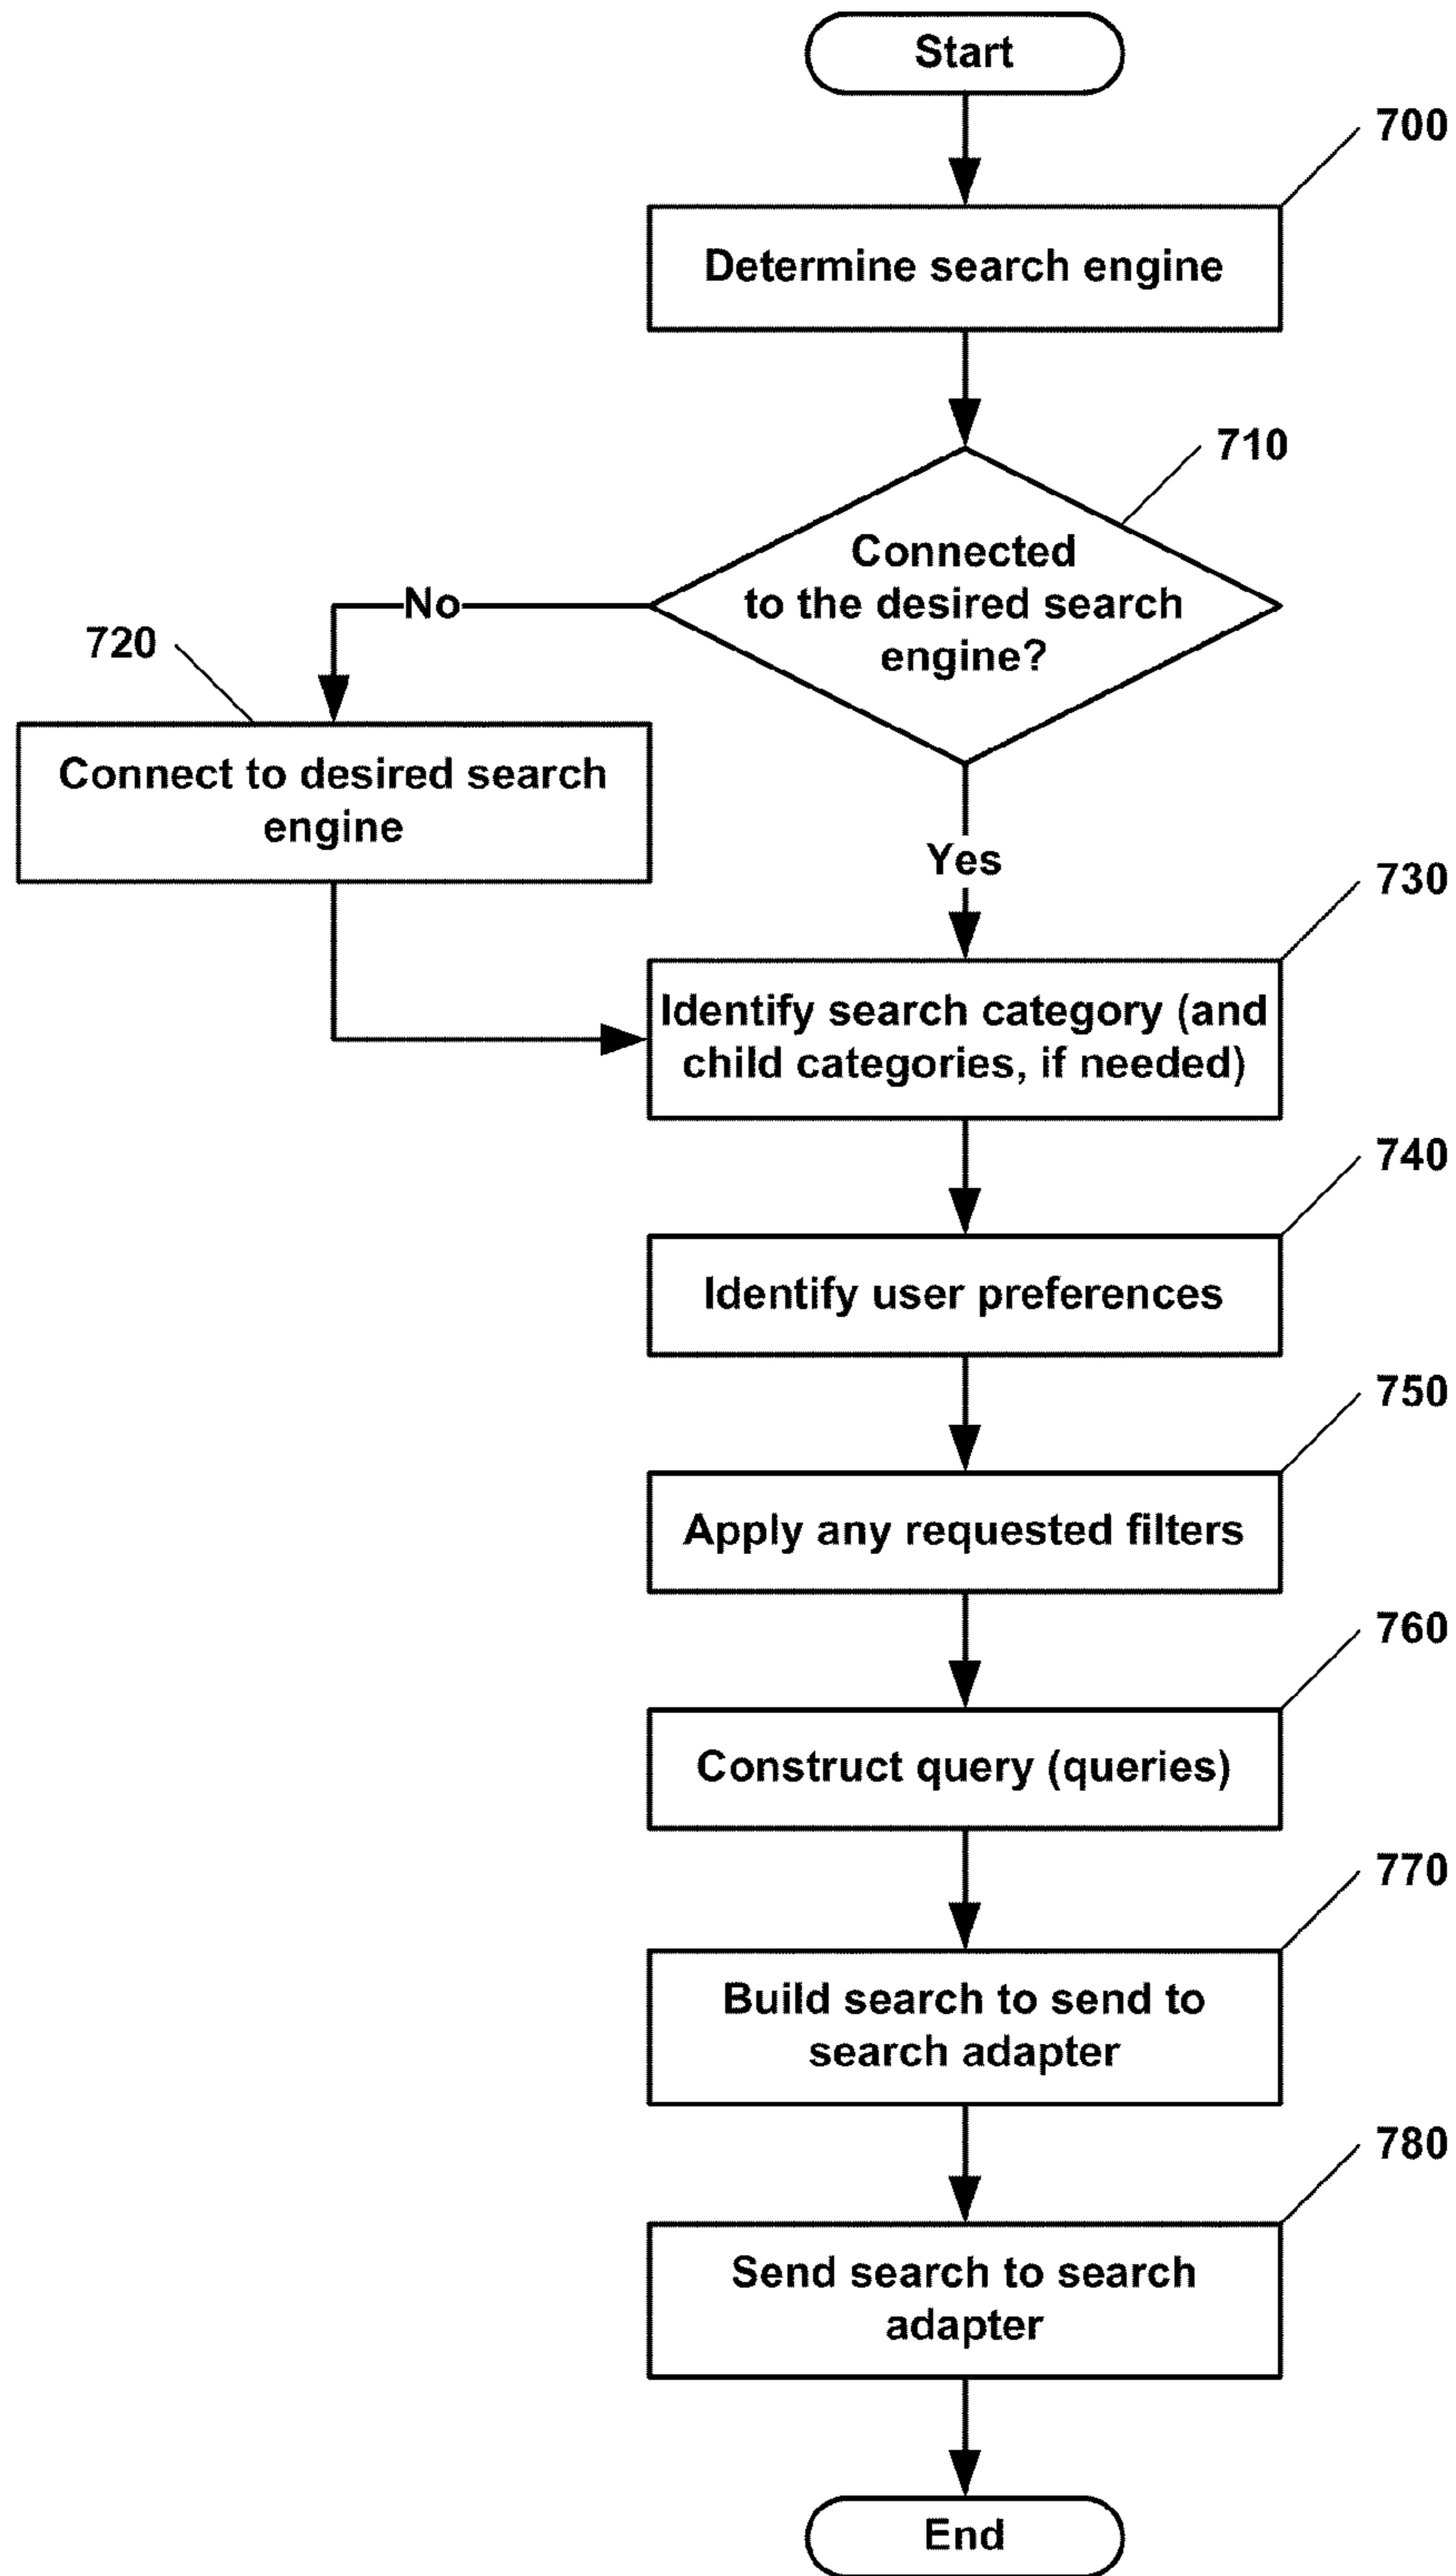 Start
700
Determine search engine
710
Connected
to the desired search
engine?
No
720
Connect to desired search
engine
Yes
730
Identify search category (and
child categories, if needed)
740
Identify user preferences
750
Apply any requested filters
760
Construct query (queries)
770
Build search to send to
search adapter
780
Send search to search
adapter
End